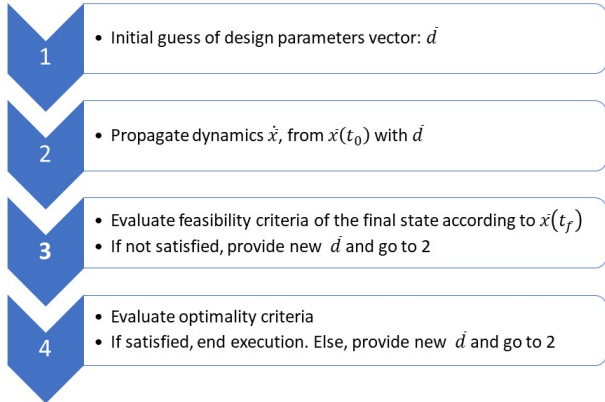 1
• Initial guess of design parameters vector: d̄
2
• Propagate dynamics ẋ̄, from x̄(t₀) with d̄
3
• Evaluate feasibility criteria of the final state according to x̄(t_f)
• If not satisfied, provide new d̄ and go to 2
4
• Evaluate optimality criteria
• If satisfied, end execution. Else, provide new d̄ and go to 2